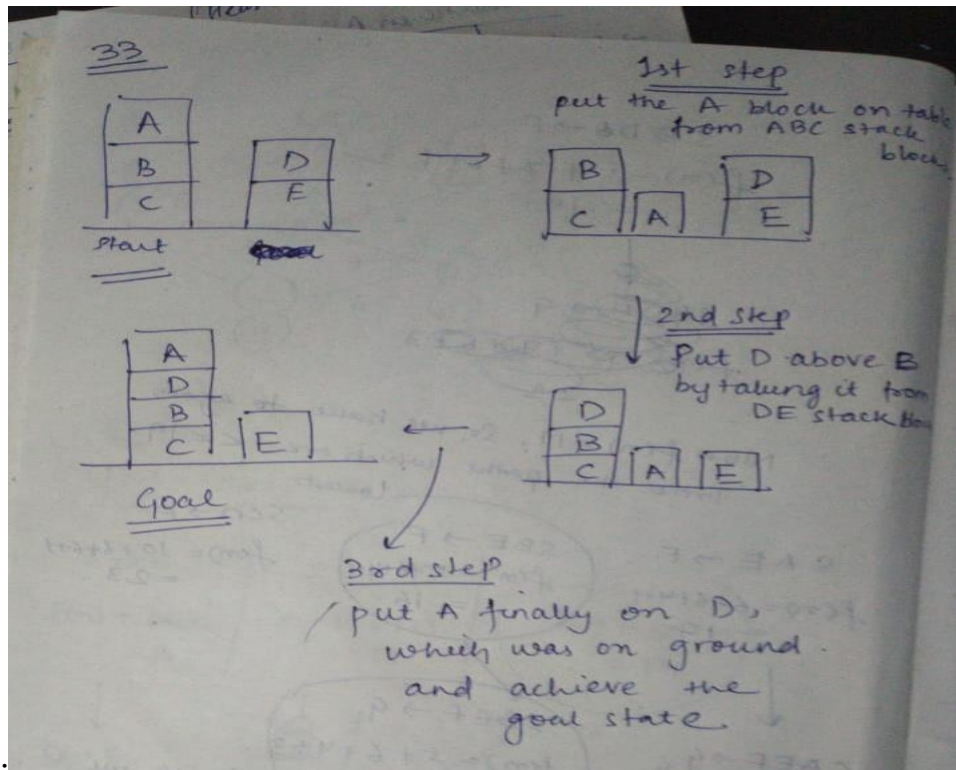 33
1st step
put the A block on table
from ABC stack
block.
A
B
C
D
E
Start
B
C
A
D
E
2nd step
Put D above B
by taking it from
DE stack
D
B
C
A
E
A
D
B
C
E
Goal
3rd step
put A finally on D,
which was on ground.
and achieve the
goal state.